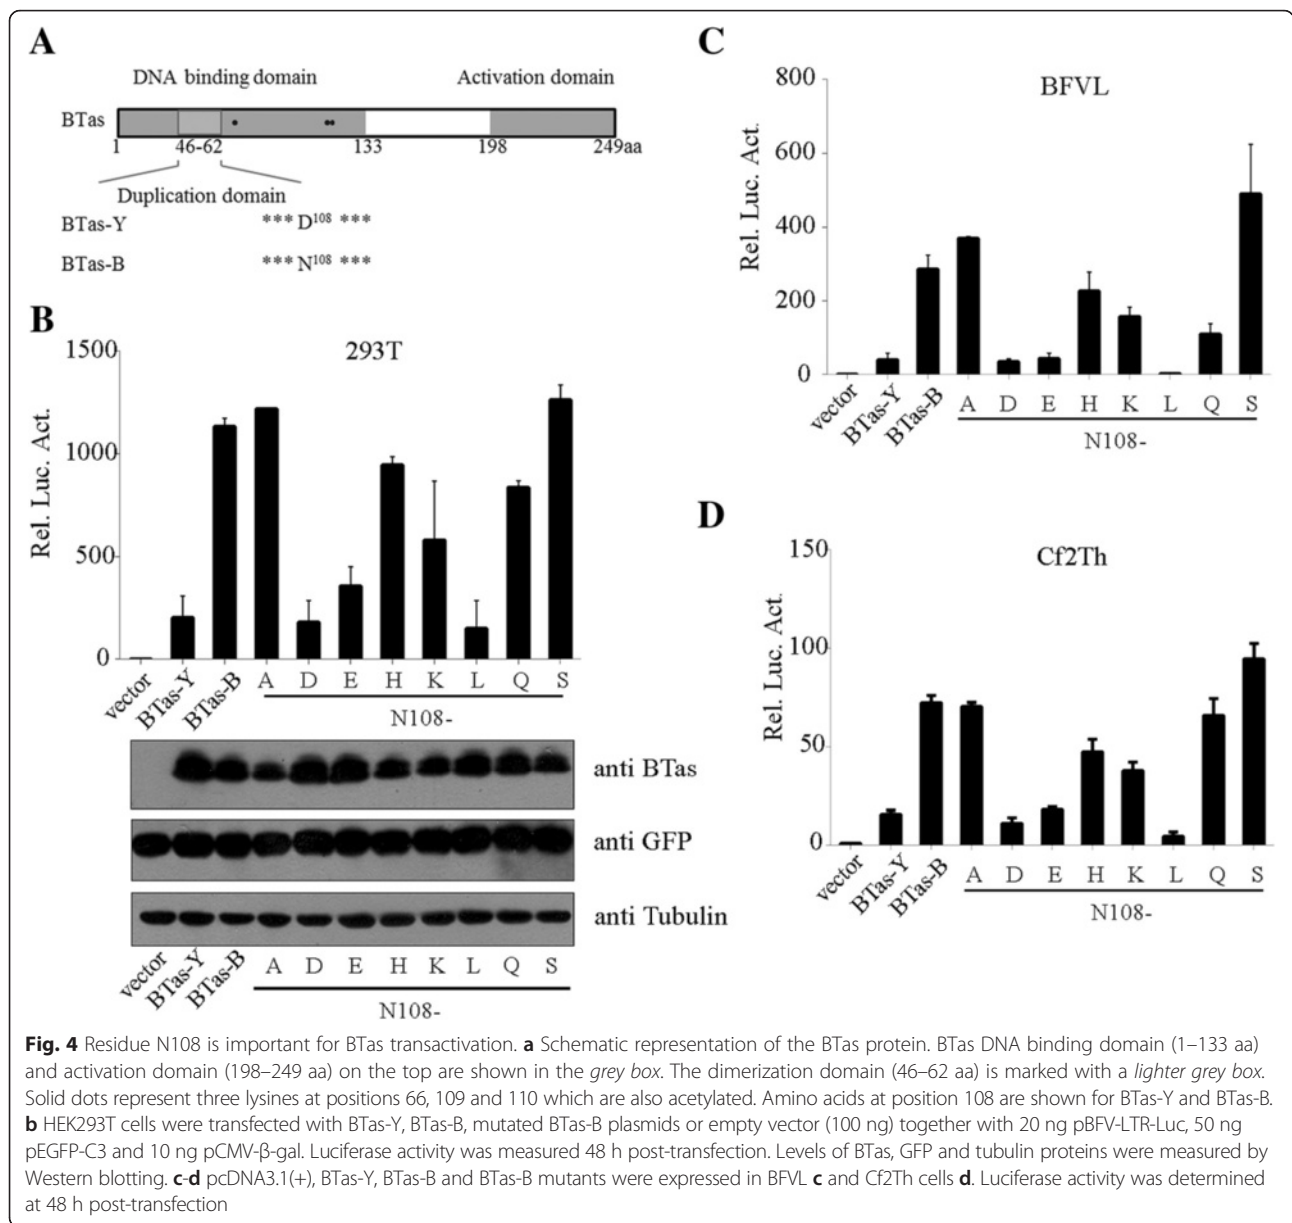 A
DNA binding domain
Activation domain
BTas
1
46-62
133
198
249aa
Duplication domain
BTas-Y
*** D108 ***
BTas-B
*** N108 ***
B
293T
Rel. Luc. Act.
1500
1000
500
0
vector
BTas-Y
BTas-B
A D E H K L Q S
N108-
anti BTas
anti GFP
anti Tubulin
vector
BTas-Y
BTas-B
A D E H K L Q S
N108-
C
BFVL
Rel. Luc. Act.
800
600
400
200
0
vector
BTas-Y
BTas-B
A D E H K L Q S
N108-
D
Cf2Th
Rel. Luc. Act.
150
100
50
0
vector
BTas-Y
BTas-B
A D E H K L Q S
N108-
Fig. 4 Residue N108 is important for BTas transactivation. a Schematic representation of the BTas protein. BTas DNA binding domain (1–133 aa)
and activation domain (198–249 aa) on the top are shown in the grey box. The dimerization domain (46–62 aa) is marked with a lighter grey box.
Solid dots represent three lysines at positions 66, 109 and 110 which are also acetylated. Amino acids at position 108 are shown for BTas-Y and BTas-B.
b HEK293T cells were transfected with BTas-Y, BTas-B, mutated BTas-B plasmids or empty vector (100 ng) together with 20 ng pBFV-LTR-Luc, 50 ng
pEGFP-C3 and 10 ng pCMV-β-gal. Luciferase activity was measured 48 h post-transfection. Levels of BTas, GFP and tubulin proteins were measured by
Western blotting. c-d pcDNA3.1(+), BTas-Y, BTas-B and BTas-B mutants were expressed in BFVL c and Cf2Th cells d. Luciferase activity was determined
at 48 h post-transfection